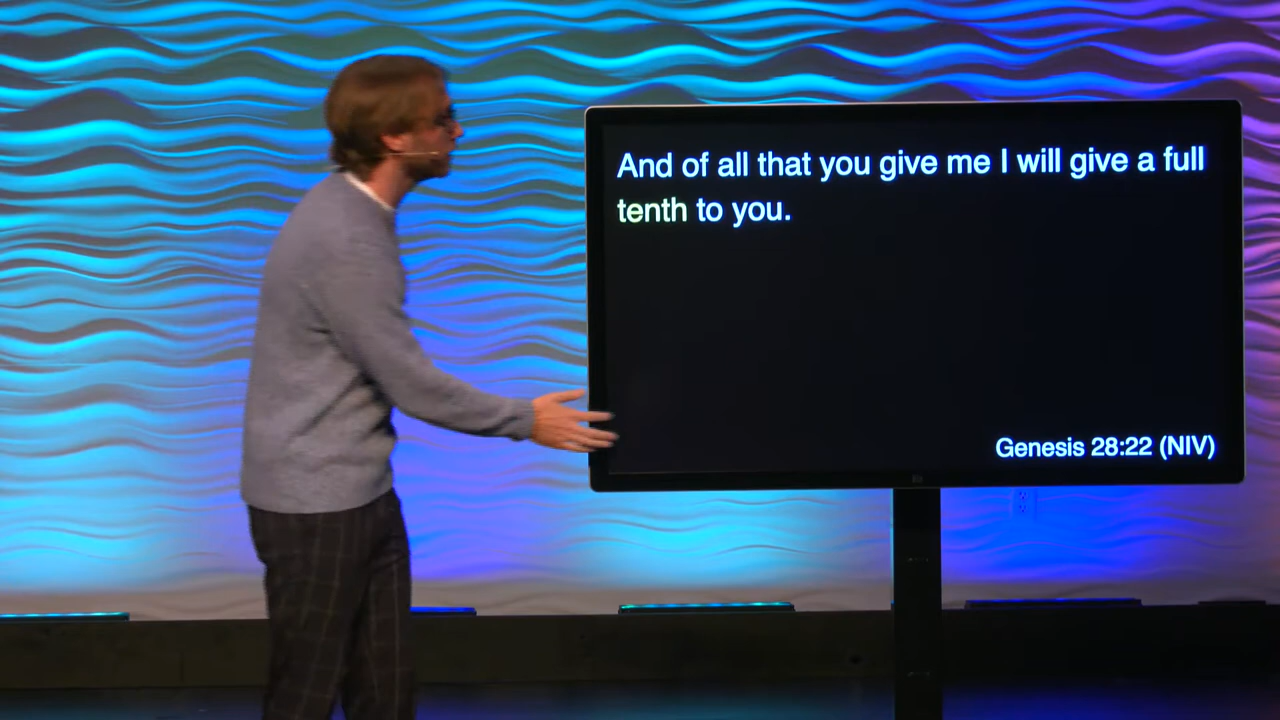 And of all that you give me I will give a full
tenth to you.
Genesis 28:22 (NIV)